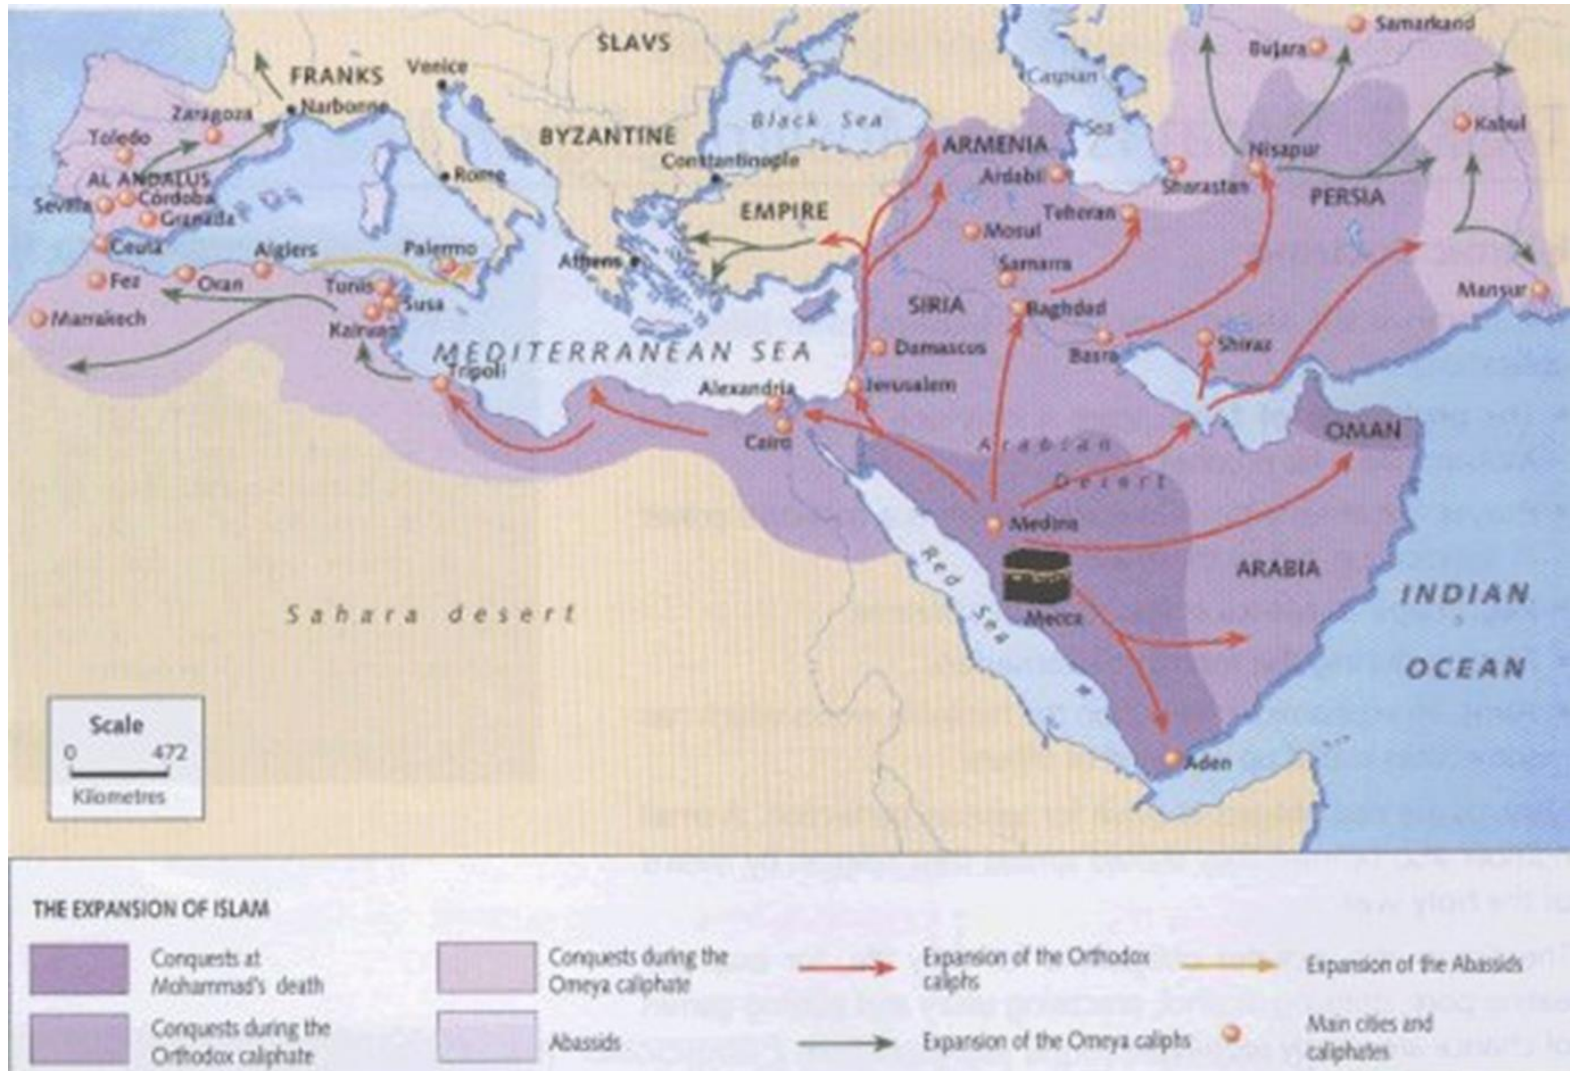 Samarkand
Bujara
SLAVS
Venice
FRANKS
Narbonne
Caspian
Sea
Black Sea
Zaragoza
Toledo
BYZANTINE
Constantinople
ARMENIA
Kabul
Nisapur
Rome
Ardabil
Sharastan
AL ANDALUS
PERSIA
Sevilla
Cordoba
Granada
EMPIRE
Teheran
Mosul
Ceula
Algiers
Palermo
Athens
Samarra
Fez
Oran
Tunis
Susa
SIRIA
Baghdad
Mansur
Marrakech
Kairuan
Damascus
Basra
Shiraz
MEDITERRANEAN SEA
Tripoli
Alexandria
Jerusalem
Cairo
Arabian
Desert
OMAN
Medina
Red Sea
ARABIA
INDIAN
OCEAN
Mecca
Sahara desert
Aden
Scale
0 472
Kilometres
THE EXPANSION OF ISLAM
Conquests at
Mohammad's death
Conquests during the
Orthodox caliphate
Conquests during the
Omeya caliphate
Abassids
Expansion of the Orthodox
caliphs
Expansion of the Omeya caliphs
Expansion of the Abassids
Main cities and
caliphates